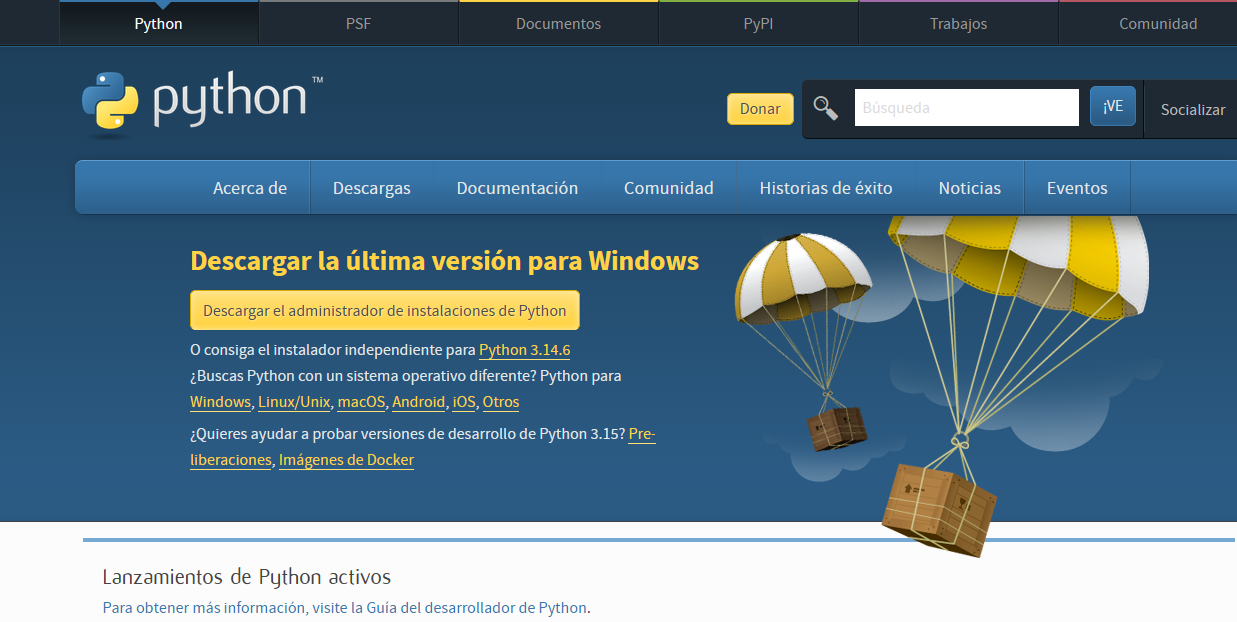 Python PSF Documentos PyPI Trabajos Comunidad
python™
Donar Búsqueda ¡VE Socializar
Acerca de Descargas Documentación Comunidad Historias de éxito Noticias Eventos
Descargar la última versión para Windows
Descargar el administrador de instalaciones de Python
O consiga el instalador independiente para Python 3.14.6
¿Buscas Python con un sistema operativo diferente? Python para
Windows, Linux/Unix, macOS, Android, iOS, Otros
¿Quieres ayudar a probar versiones de desarrollo de Python 3.15? Pre-
liberaciones, Imágenes de Docker
Lanzamientos de Python activos
Para obtener más información, visite la Guía del desarrollador de Python.